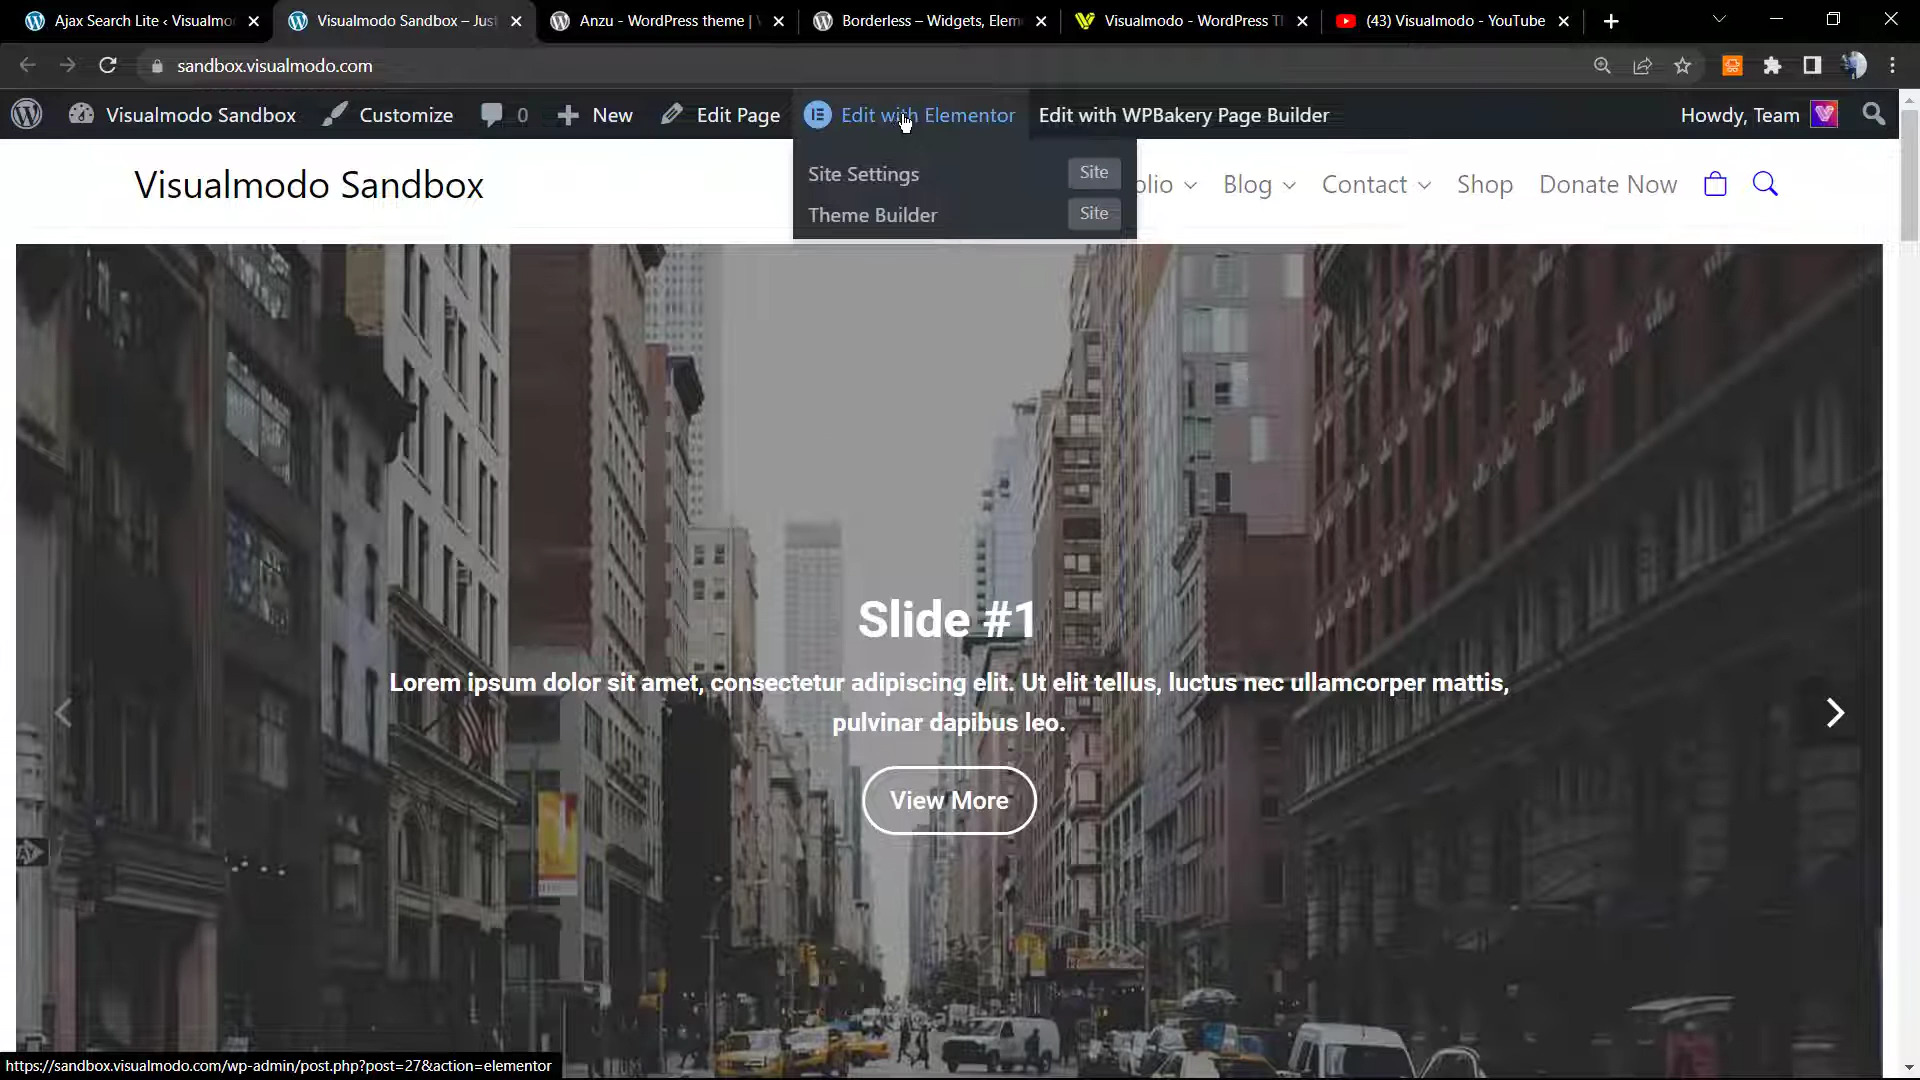 Ajax Search Lite ‹ Visualmo
Visualmodo Sandbox – Just
Anzu - WordPress theme |
Borderless – Widgets, Elem
Visualmodo - WordPress T
(43) Visualmodo - YouTube
sandbox.visualmodo.com
Visualmodo Sandbox
Customize
0
New
Edit Page
Edit with Elementor
Edit with WPBakery Page Builder
Howdy, Team
Site Settings Site
Theme Builder Site
Visualmodo Sandbox
olio
Blog
Contact
Shop
Donate Now
Slide #1
Lorem ipsum dolor sit amet, consectetur adipiscing elit. Ut elit tellus, luctus nec ullamcorper mattis,
pulvinar dapibus leo.
View More
https://sandbox.visualmodo.com/wp-admin/post.php?post=27&action=elementor